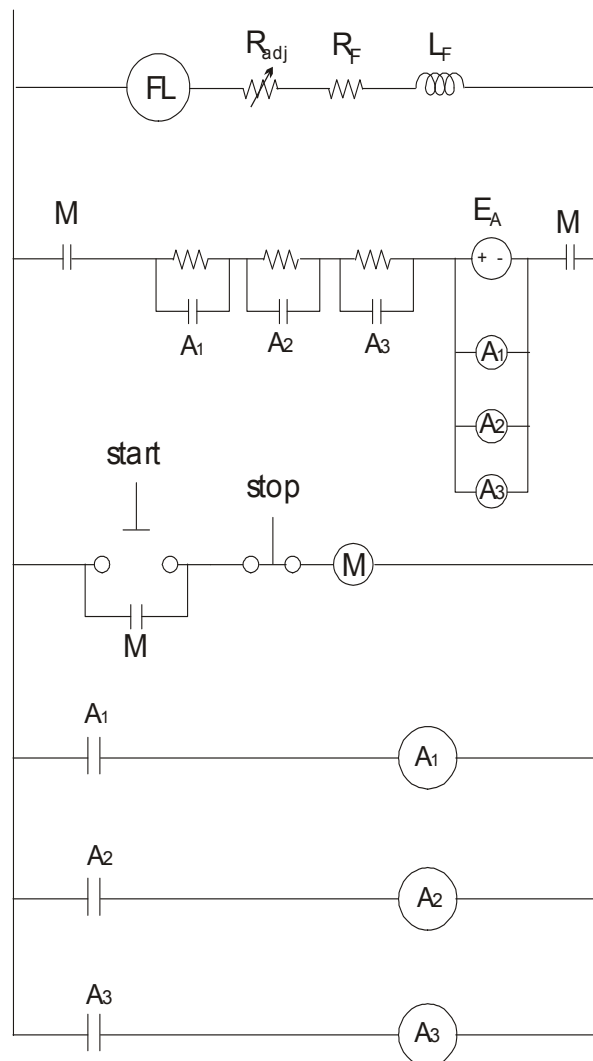 R_adj R_F L_F
FL
M E_A M
+ -
A₁ A₂ A₃
A₁
A₂
A₃
start
stop
M
M
A₁
A₁
A₂
A₂
A₃
A₃